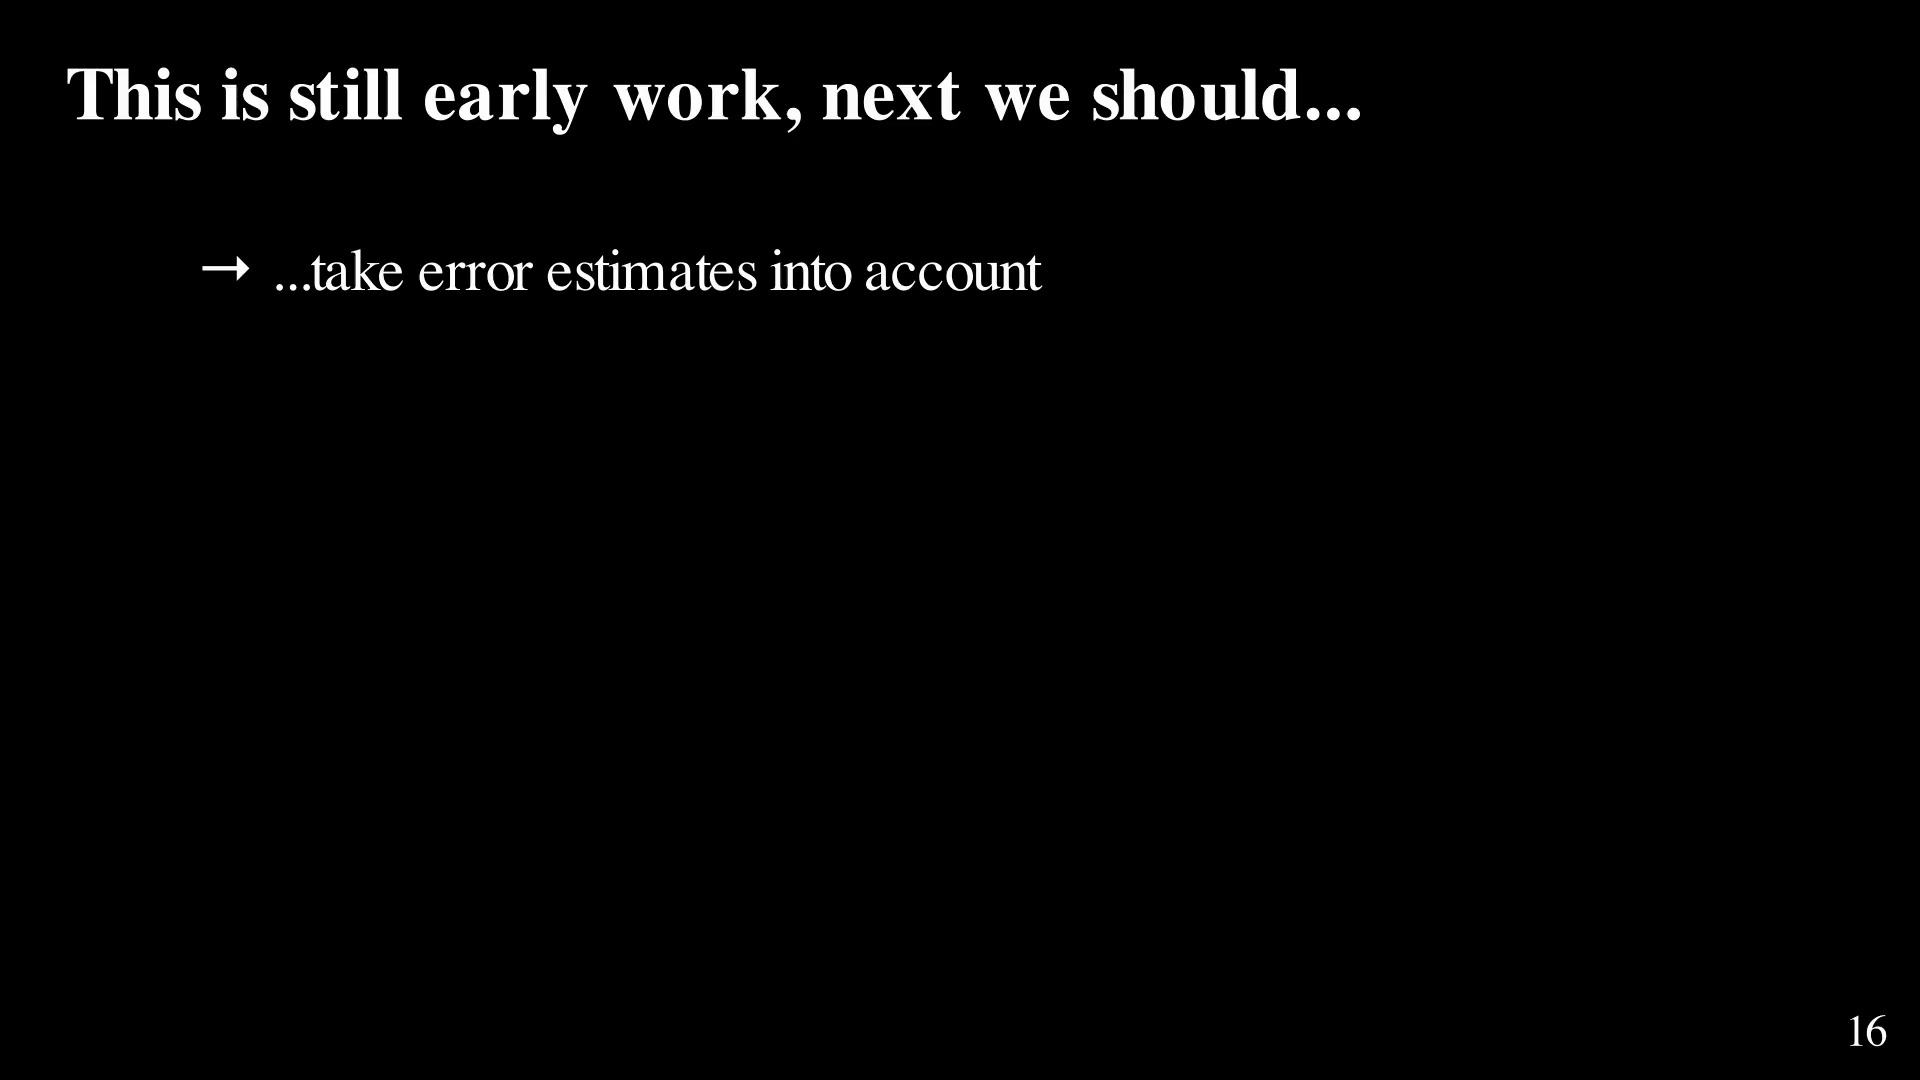 This is still early work, next we should...
→ ...take error estimates into account
16